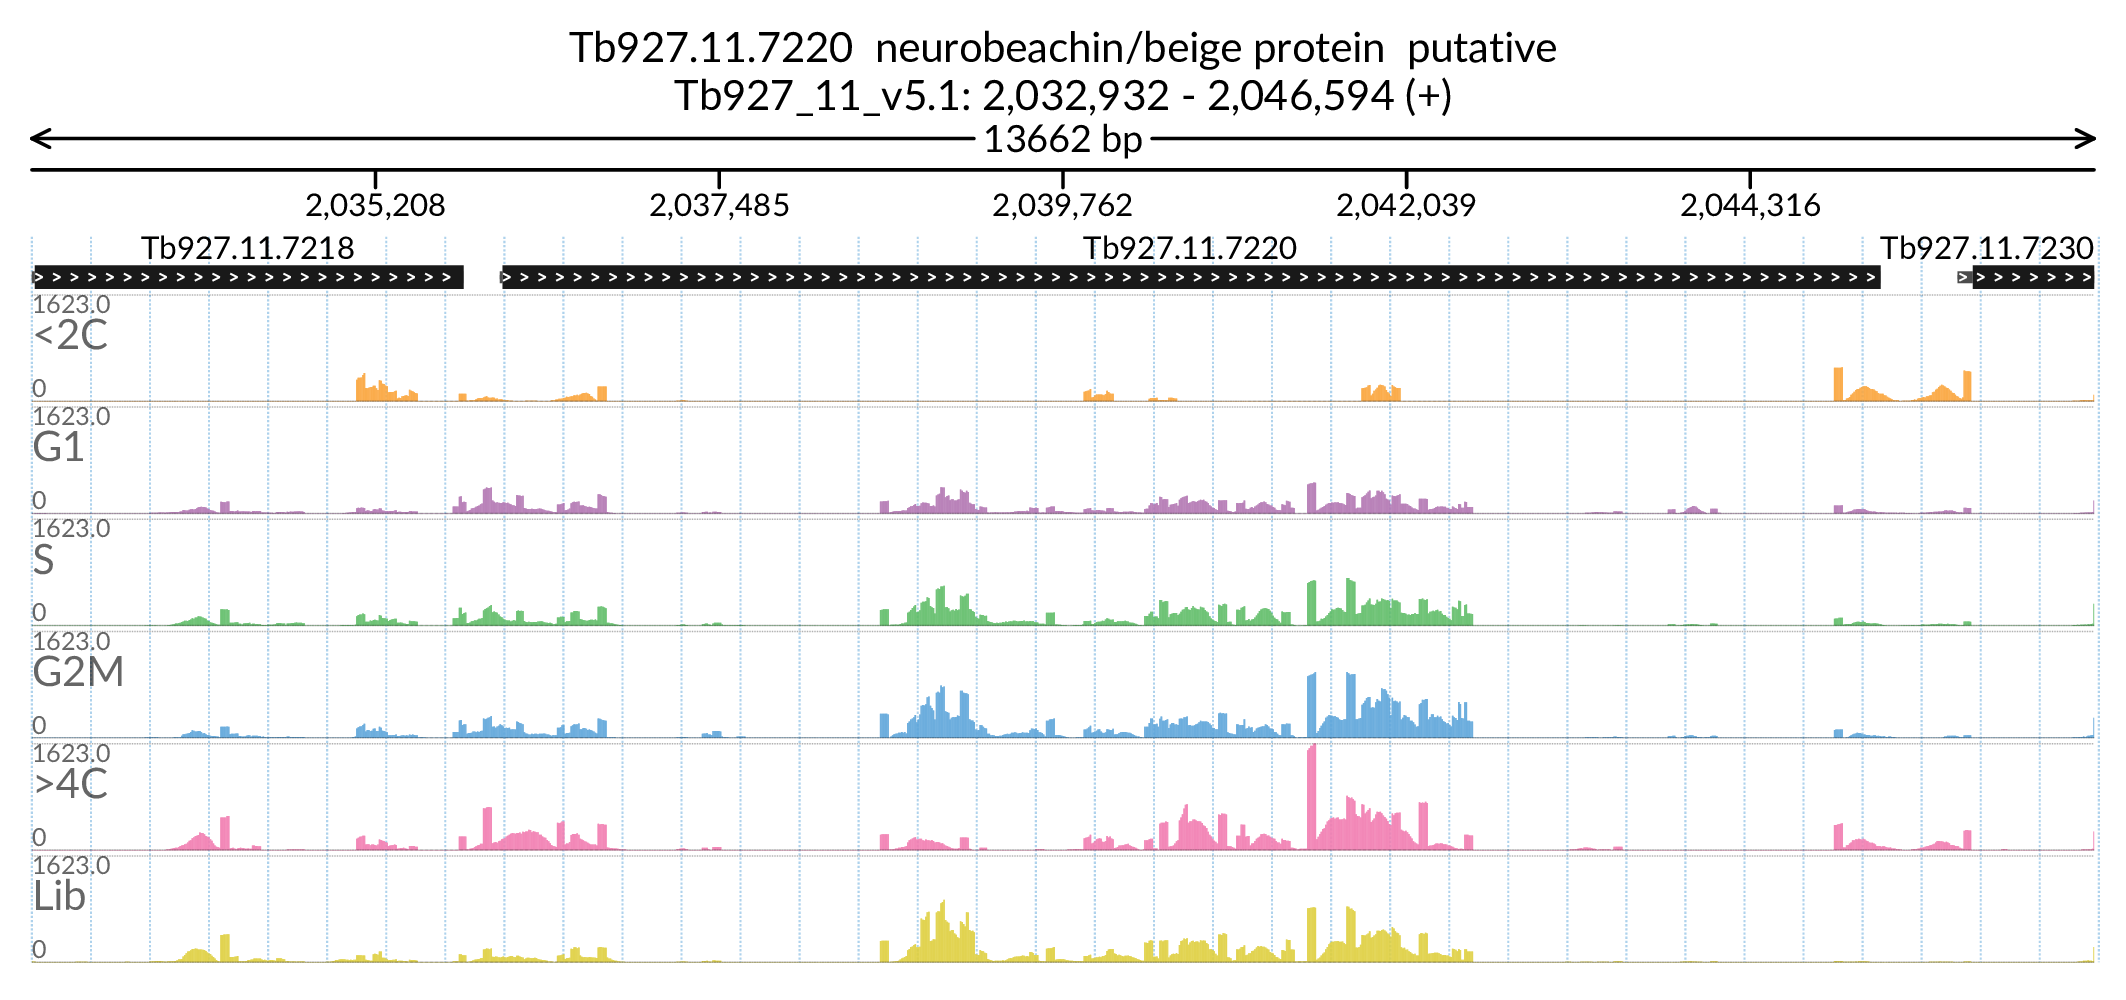 Tb927.11.7220  neurobeachin/beige protein  putative
Tb927_11_v5.1: 2,032,932 - 2,046,594 (+)
13662 bp
2,035,208 2,037,485 2,039,762 2,042,039 2,044,316
Tb927.11.7218 Tb927.11.7220 Tb927.11.7230
1623.0
<2C
0
1623.0
G1
0
1623.0
S
0
1623.0
G2M
0
1623.0
>4C
0
1623.0
Lib
0